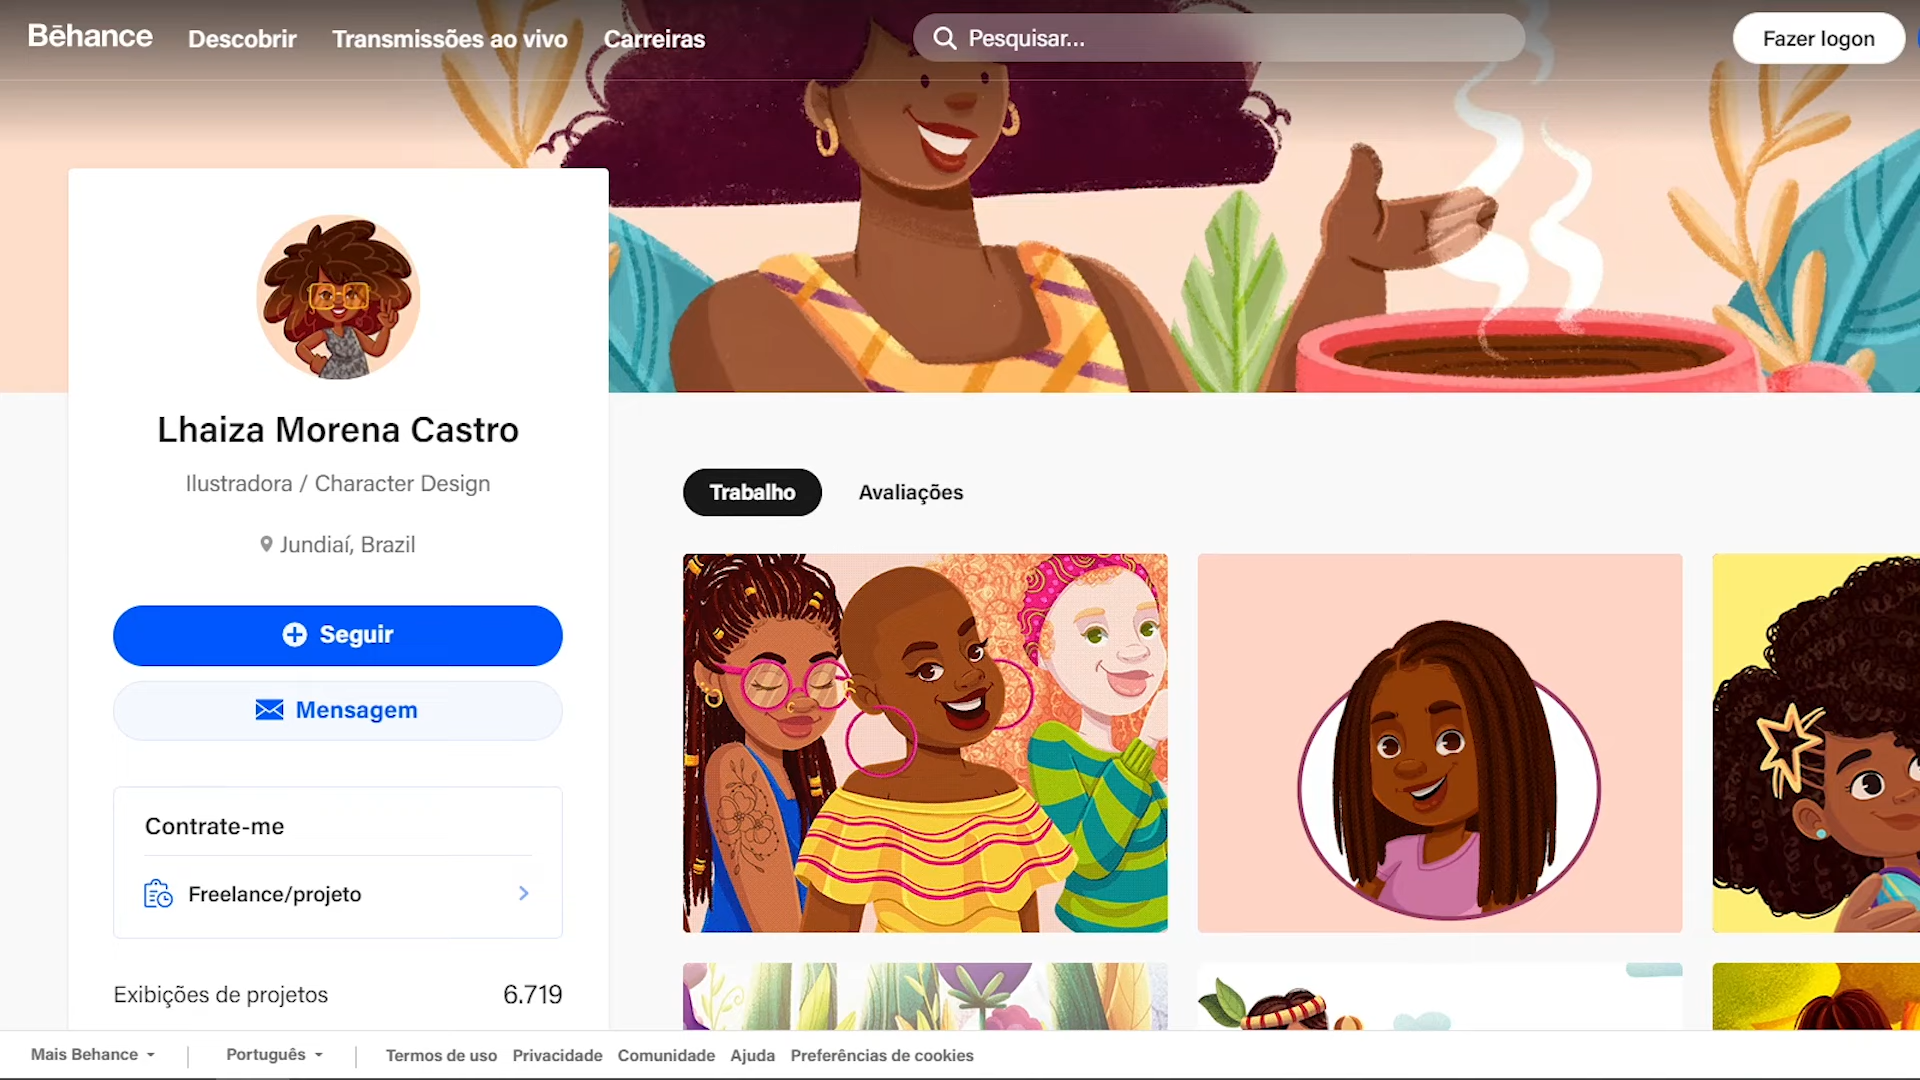 Bēhance
Descobrir
Transmissões ao vivo
Carreiras
Pesquisar...
Fazer logon
Lhaiza Morena Castro
Ilustradora / Character Design
Jundiaí, Brazil
Seguir
Mensagem
Contrate-me
Freelance/projeto
Exibições de projetos 6.719
Trabalho
Avaliações
Mais Behance
Português
Termos de uso
Privacidade
Comunidade
Ajuda
Preferências de cookies